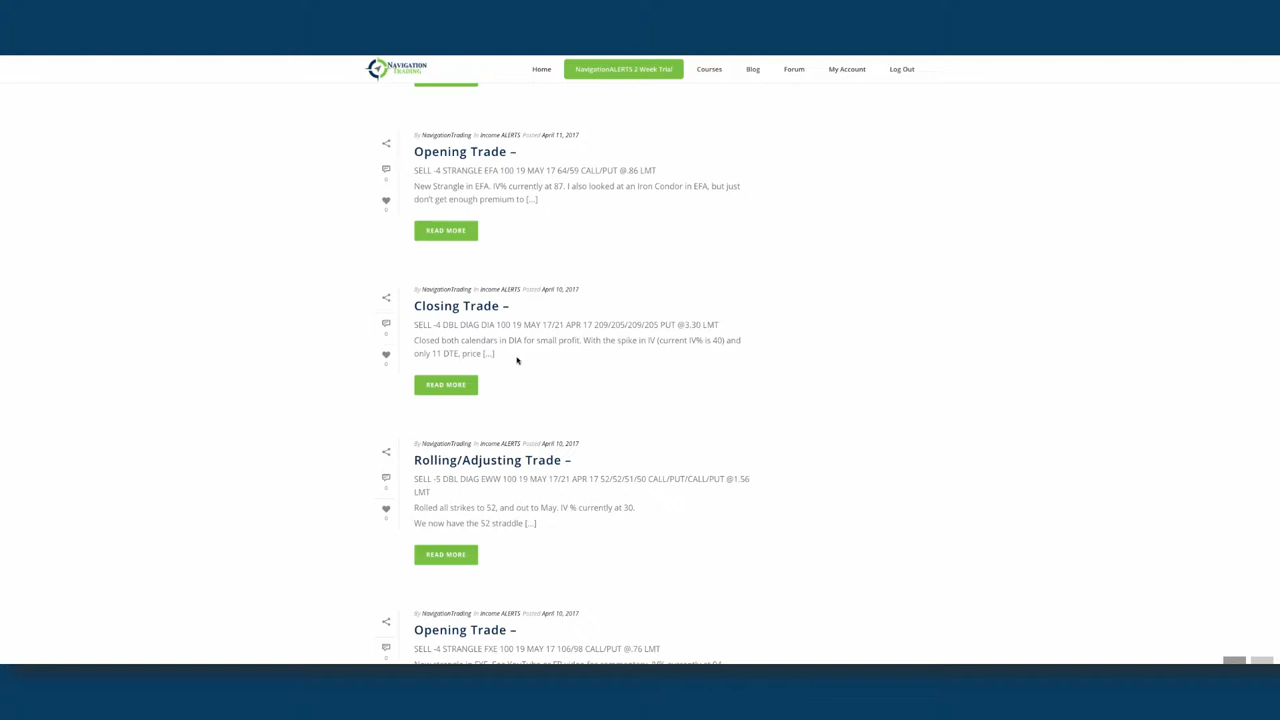 NAVIGATION
TRADING
Home
NavigationALERTS 2 Week Trial
Courses
Blog
Forum
My Account
Log Out
By NavigationTrading In Income ALERTS Posted April 11, 2017
Opening Trade –
SELL -4 STRANGLE EFA 100 19 MAY 17 64/59 CALL/PUT @.86 LMT
New Strangle in EFA. IV% currently at 87. I also looked at an Iron Condor in EFA, but just
don't get enough premium to [...]
0
0
READ MORE
By NavigationTrading In Income ALERTS Posted April 10, 2017
Closing Trade –
SELL -4 DBL DIAG DIA 100 19 MAY 17/21 APR 17 209/205/209/205 PUT @3.30 LMT
Closed both calendars in DIA for small profit. With the spike in IV (current IV% is 40) and
only 11 DTE, price [...]
0
0
READ MORE
By NavigationTrading In Income ALERTS Posted April 10, 2017
Rolling/Adjusting Trade –
SELL -5 DBL DIAG EWW 100 19 MAY 17/21 APR 17 52/52/51/50 CALL/PUT/CALL/PUT @1.56
LMT
Rolled all strikes to 52, and out to May. IV % currently at 30.
We now have the 52 straddle [...]
0
0
READ MORE
By NavigationTrading In Income ALERTS Posted April 10, 2017
Opening Trade –
SELL -4 STRANGLE FXE 100 19 MAY 17 106/98 CALL/PUT @.76 LMT
0